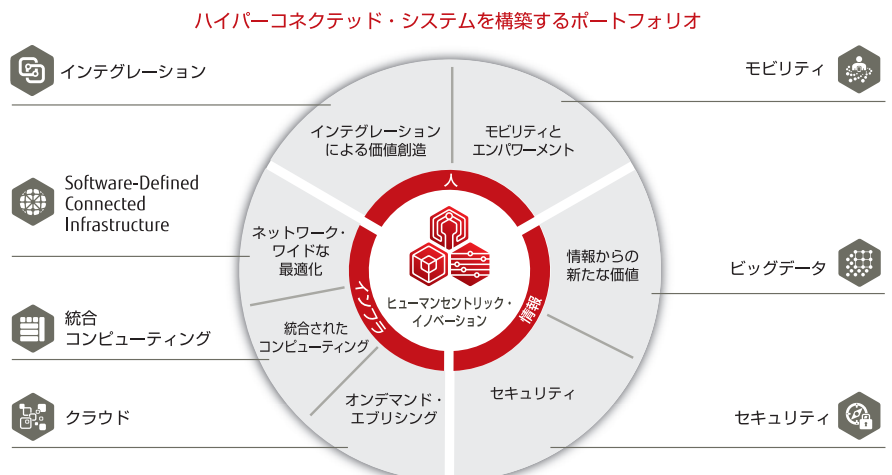 ハイパーコネクテッド・システムを構築するポートフォリオ
インテグレーション
モビリティ
インテグレーション
による価値創造
モビリティと
エンパワーメント
人
Software-Defined
Connected
Infrastructure
ネットワーク・
ワイドな
最適化
情報からの
新たな価値
ビッグデータ
ヒューマンセントリック・
イノベーション
インフラ
情報
統合
コンピューティング
統合された
コンピューティング
クラウド
オンデマンド・
エブリシング
セキュリティ
セキュリティ